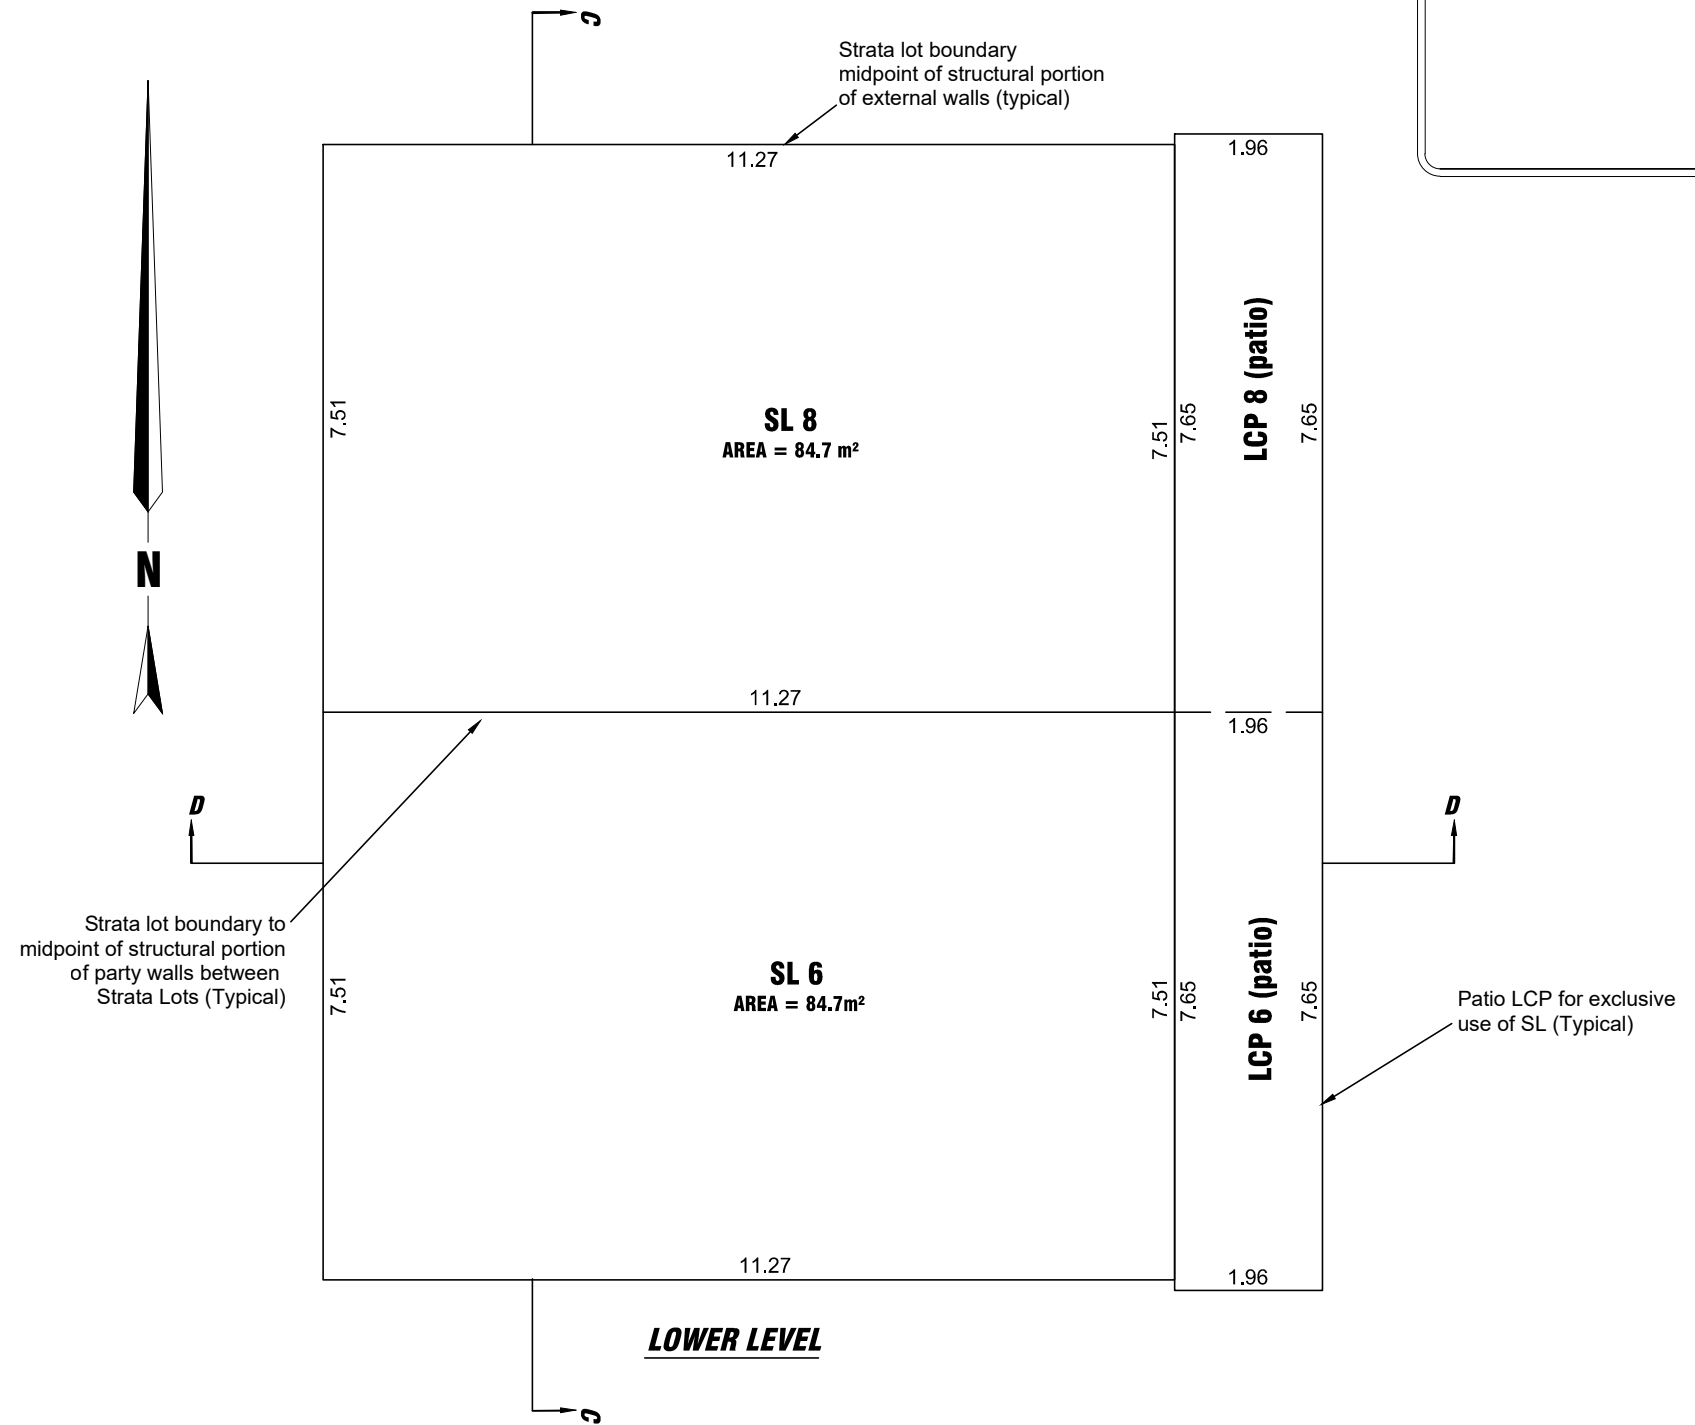 C
Strata lot boundary
midpoint of structural portion
of external walls (typical)
11.27
1.96
7.51
SL 8
AREA = 84.7 m²
7.51
7.65
LCP 8 (patio)
7.65
N
11.27
1.96
D
D
Strata lot boundary to
midpoint of structural portion
of party walls between
Strata Lots (Typical)
7.51
SL 6
AREA = 84.7m²
7.51
7.65
LCP 6 (patio)
7.65
Patio LCP for exclusive
use of SL (Typical)
11.27
1.96
LOWER LEVEL
C